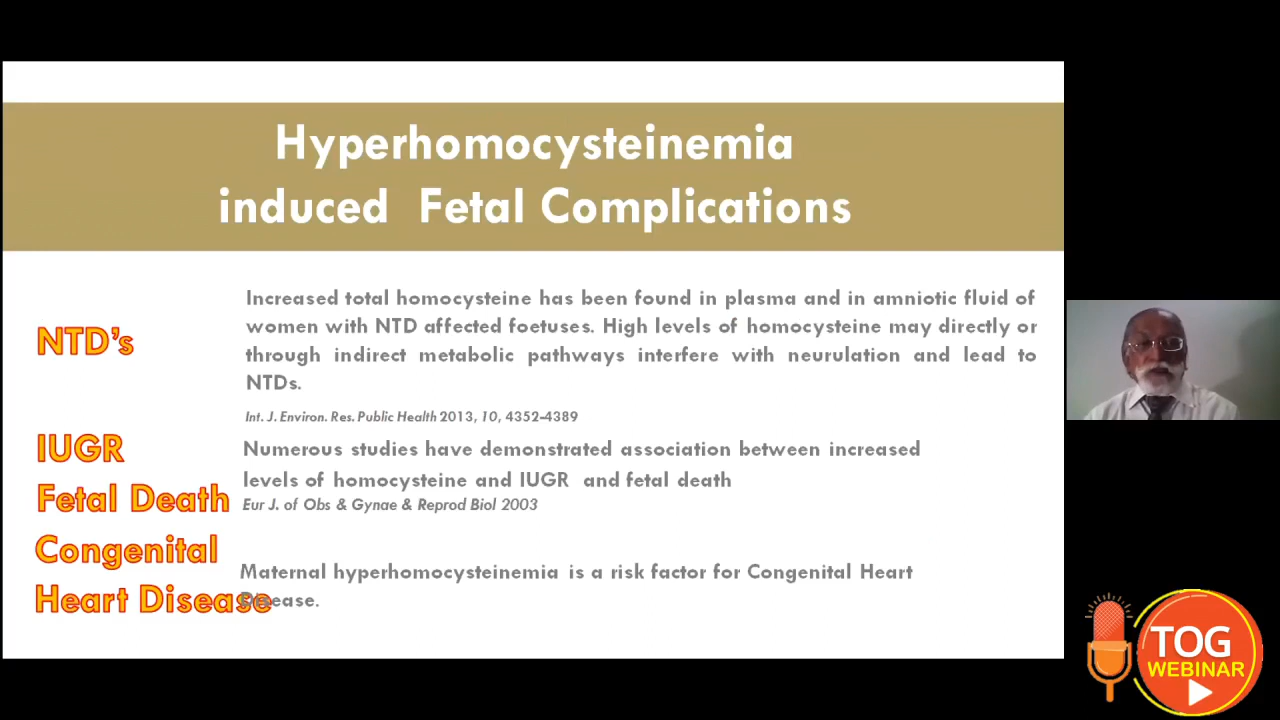 Hyperhomocysteinemia
induced Fetal Complications
NTD's
Increased total homocysteine has been found in plasma and in amniotic fluid of
women with NTD affected foetuses. High levels of homocysteine may directly or
through indirect metabolic pathways interfere with neurulation and lead to
NTDs.
Int. J. Environ. Res. Public Health 2013, 10, 4352-4389
IUGR
Fetal Death
Numerous studies have demonstrated association between increased
levels of homocysteine and IUGR and fetal death
Eur J. of Obs & Gynae & Reprod Biol 2003
Congenital
Heart Disease
Maternal hyperhomocysteinemia is a risk factor for Congenital Heart
Disease.
TOG
WEBINAR